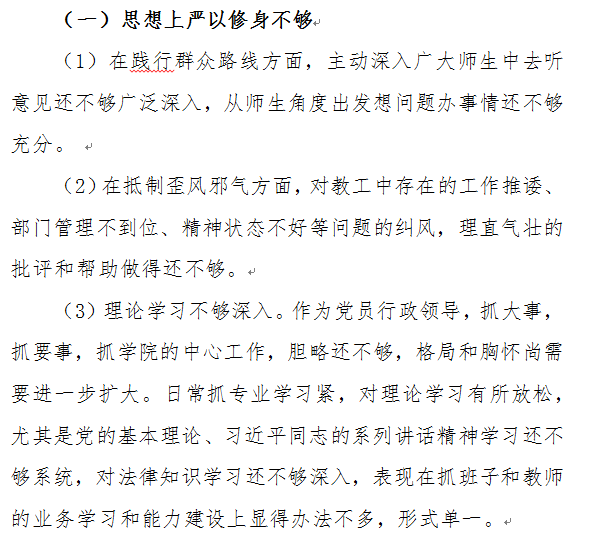 （一）思想上严以修身不够
（1）在践行群众路线方面，主动深入广大师生中去听
意见还不够广泛深入，从师生角度出发想问题办事情还不够
充分。
（2）在抵制歪风邪气方面，对教工中存在的工作推诿、
部门管理不到位、精神状态不好等问题的纠风，理直气壮的
批评和帮助做得还不够。
（3）理论学习不够深入。作为党员行政领导，抓大事，
抓要事，抓学院的中心工作，胆略还不够，格局和胸怀尚需
要进一步扩大。日常抓专业学习紧，对理论学习有所放松，
尤其是党的基本理论、习近平同志的系列讲话精神学习还不
够系统，对法律知识学习还不够深入，表现在抓班子和教师
的业务学习和能力建设上显得办法不多，形式单一。